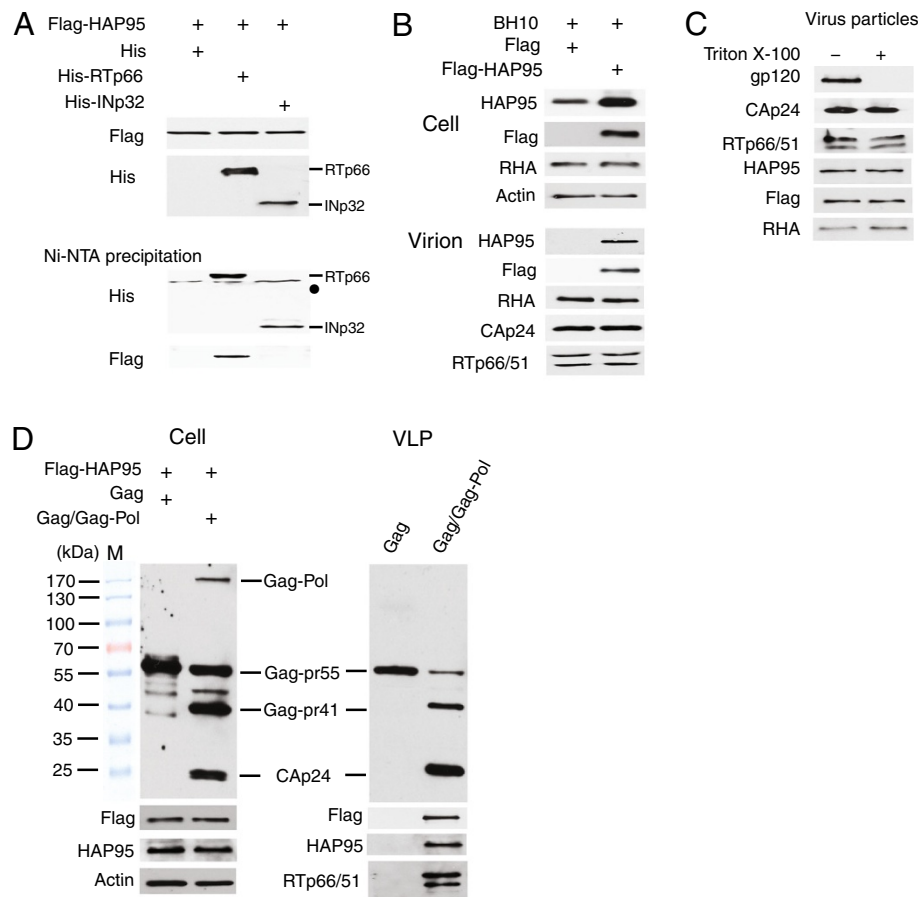 A
Flag-HAP95 + + +
His +
His-RTp66 +
His-INp32 +
Flag
His
RTp66
INp32
Ni-NTA precipitation
His
RTp66
INp32
Flag
B
BH10 + +
Flag +
Flag-HAP95 +
Cell
HAP95
Flag
RHA
Actin
Virion
HAP95
Flag
RHA
CAp24
RTp66/51
C
Virus particles
Triton X-100 – +
gp120
CAp24
RTp66/51
HAP95
Flag
RHA
D
Cell
Flag-HAP95 + +
Gag +
Gag/Gag-Pol +
(kDa) M
170
130
100
70
55
40
35
25
Gag-Pol
Gag-pr55
Gag-pr41
CAp24
Flag
HAP95
Actin
VLP
Gag
Gag/Gag-Pol
Flag
HAP95
RTp66/51